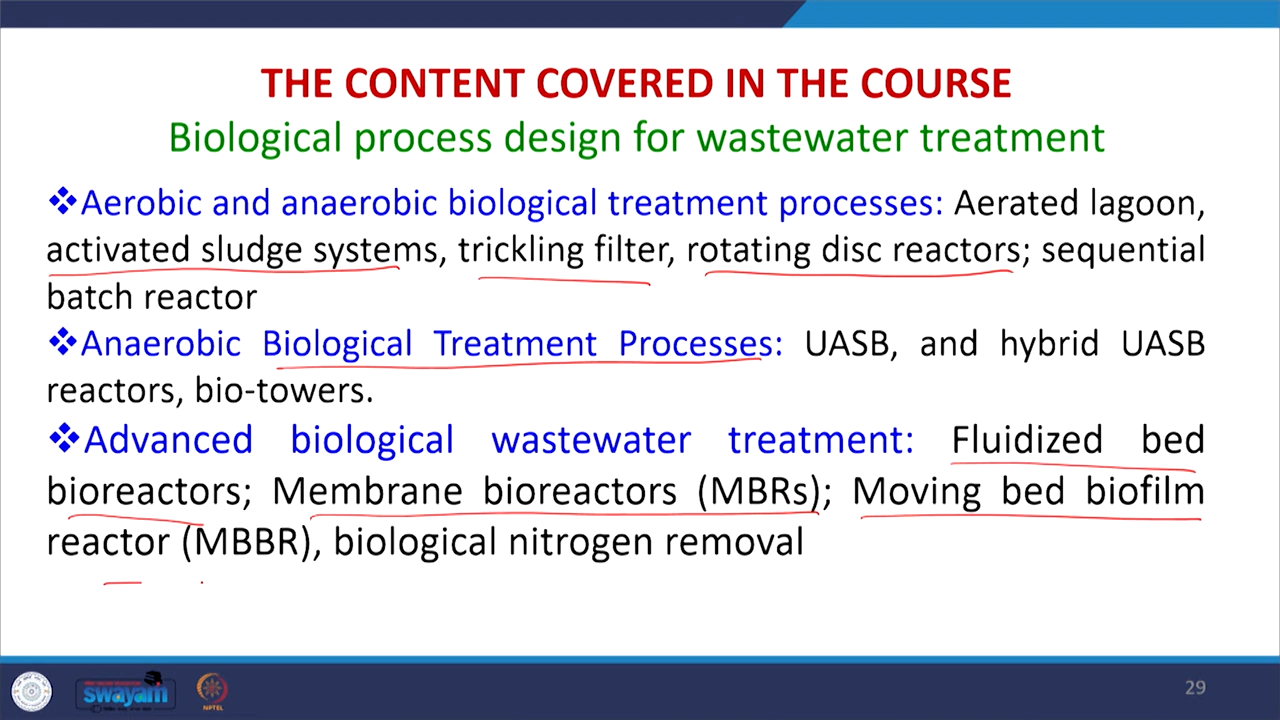 THE CONTENT COVERED IN THE COURSE
Biological process design for wastewater treatment
❖Aerobic and anaerobic biological treatment processes: Aerated lagoon,
activated sludge systems, trickling filter, rotating disc reactors; sequential
batch reactor
❖Anaerobic Biological Treatment Processes: UASB, and hybrid UASB
reactors, bio-towers.
❖Advanced biological wastewater treatment: Fluidized bed
bioreactors; Membrane bioreactors (MBRs); Moving bed biofilm
reactor (MBBR), biological nitrogen removal
swayam
NPTEL
29